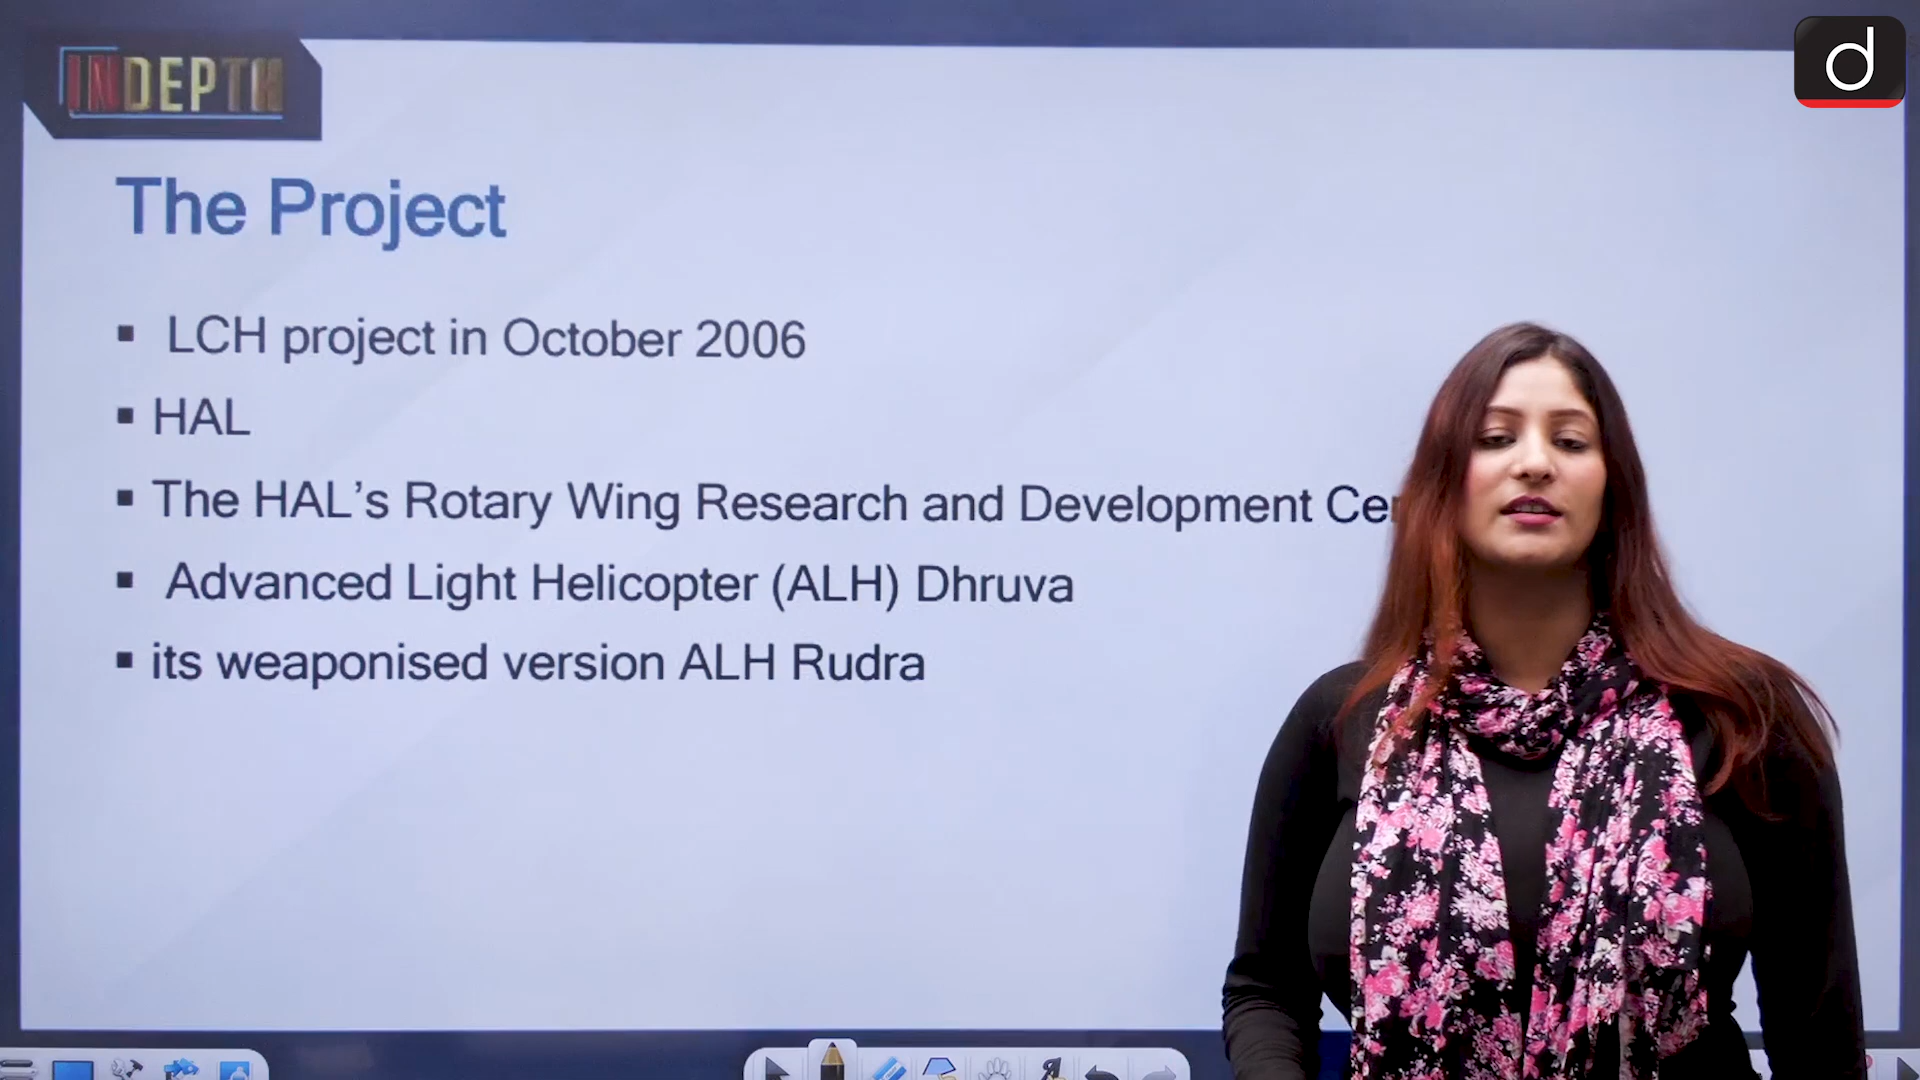 d
INDEPTH
The Project
▪ LCH project in October 2006
▪ HAL
▪ The HAL's Rotary Wing Research and Development
▪ Advanced Light Helicopter (ALH) Dhruva
▪ its weaponised version ALH Rudra